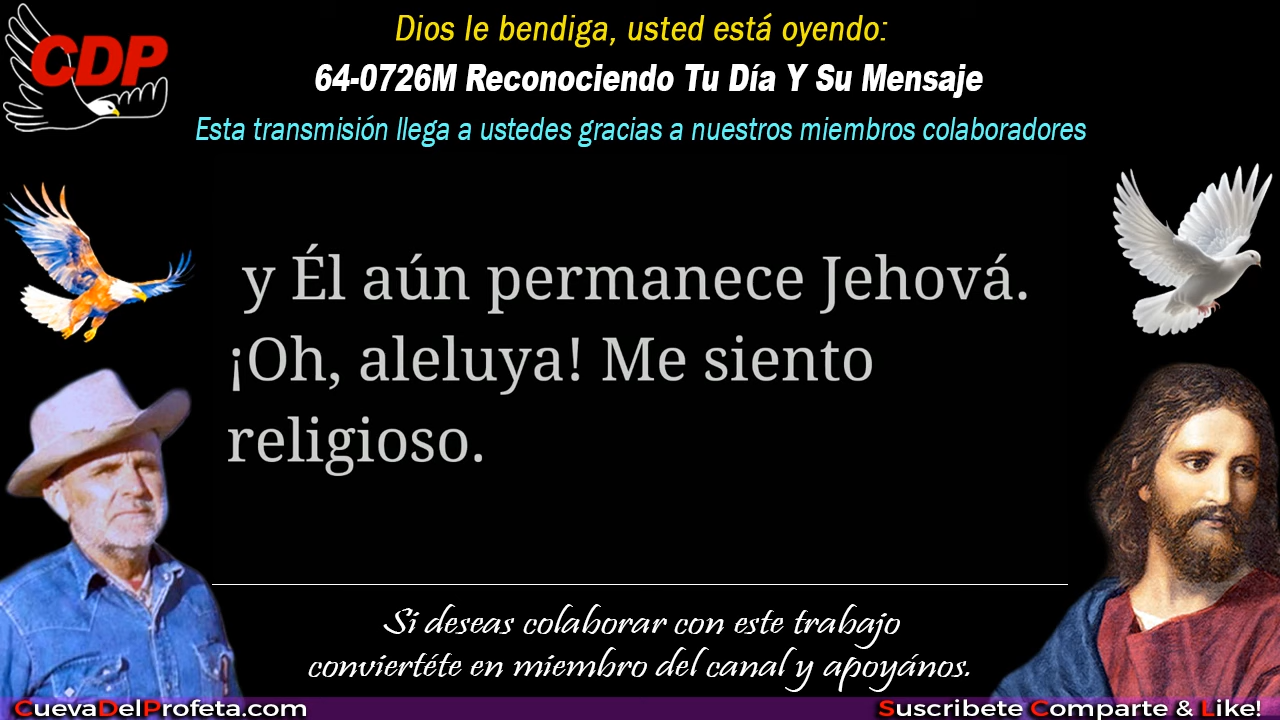 CDP
Dios le bendiga, usted está oyendo:
64-0726M Reconociendo Tu Día Y Su Mensaje
Esta transmisión llega a ustedes gracias a nuestros miembros colaboradores
y Él aún permanece Jehová.
¡Oh, aleluya! Me siento
religioso.
Si deseas colaborar con este trabajo
conviertéte en miembro del canal y apoyános.
CuevaDelProfeta.com
Suscribete Comparte & Like!